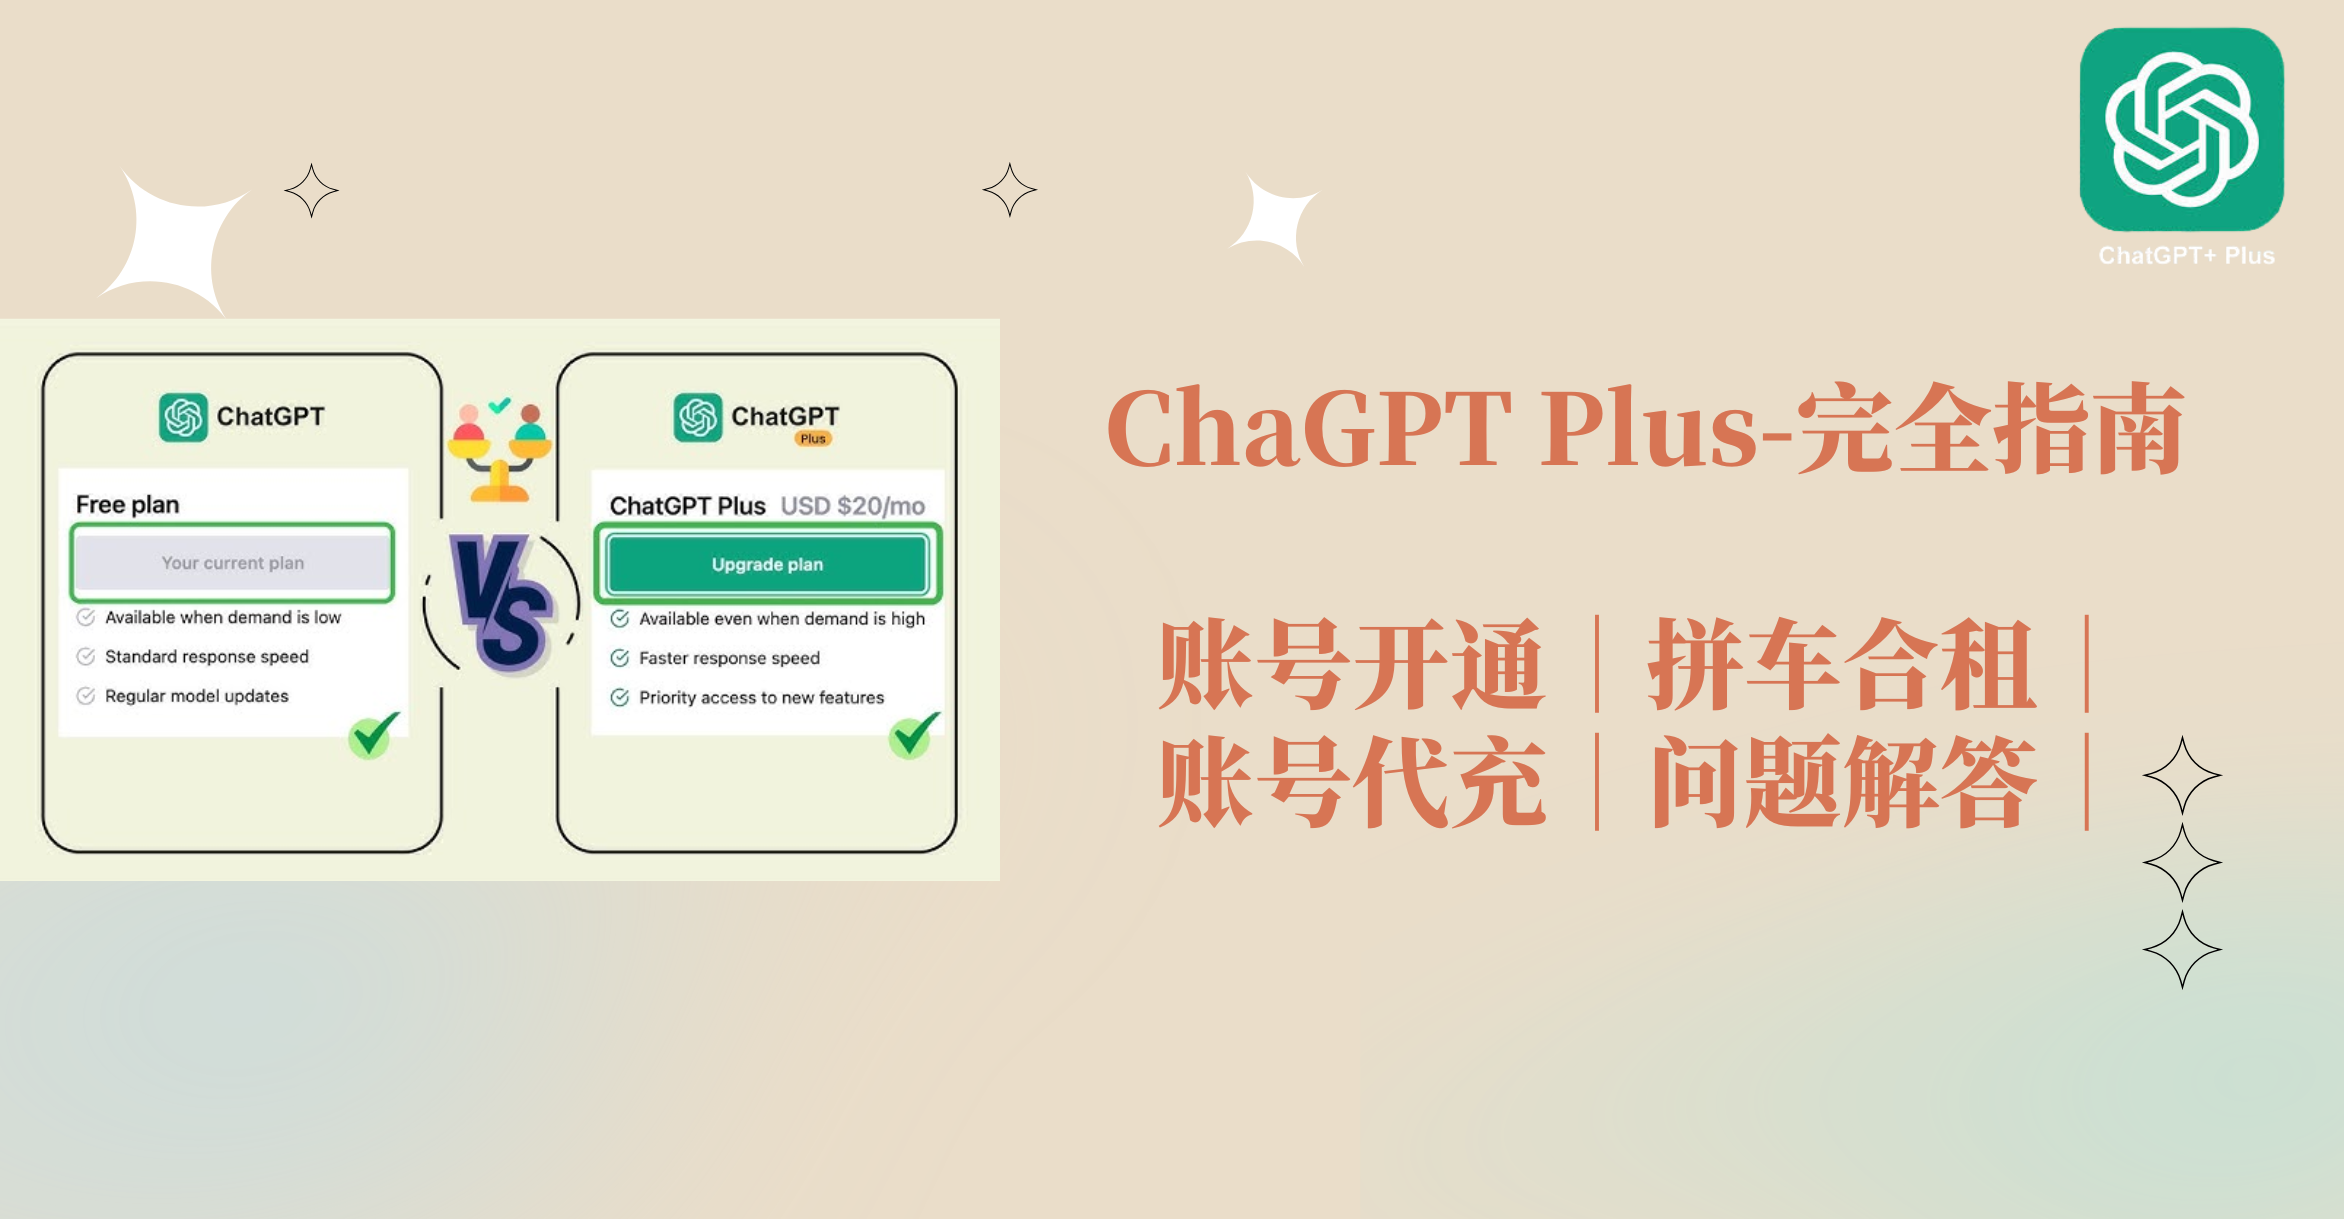 ChatGPT+ Plus
ChatGPT
Free plan
Your current plan
Available when demand is low
Standard response speed
Regular model updates
VS
ChatGPT
Plus
ChatGPT Plus USD $20/mo
Upgrade plan
Available even when demand is high
Faster response speed
Priority access to new features
ChaGPT Plus-完全指南
账号开通｜拼车合租｜
账号代充｜问题解答｜